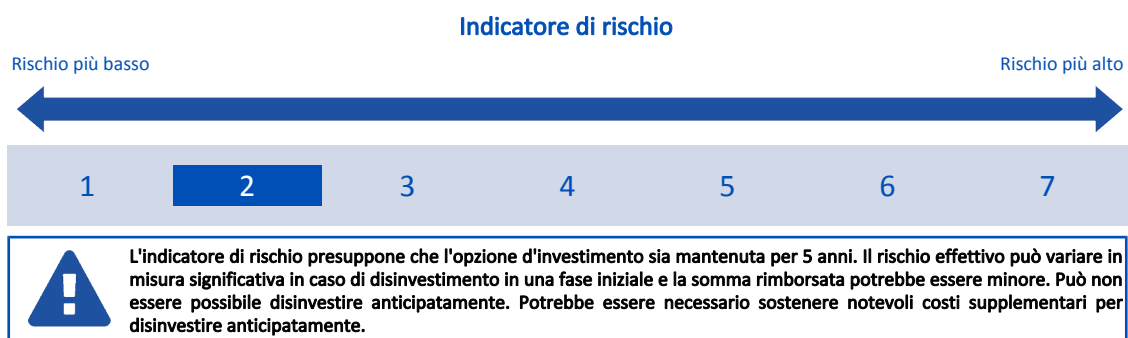 Indicatore di rischio
Rischio più basso
Rischio più alto
1 2 3 4 5 6 7
L'indicatore di rischio presuppone che l'opzione d'investimento sia mantenuta per 5 anni. Il rischio effettivo può variare in
misura significativa in caso di disinvestimento in una fase iniziale e la somma rimborsata potrebbe essere minore. Può non
essere possibile disinvestire anticipatamente. Potrebbe essere necessario sostenere notevoli costi supplementari per
disinvestire anticipatamente.